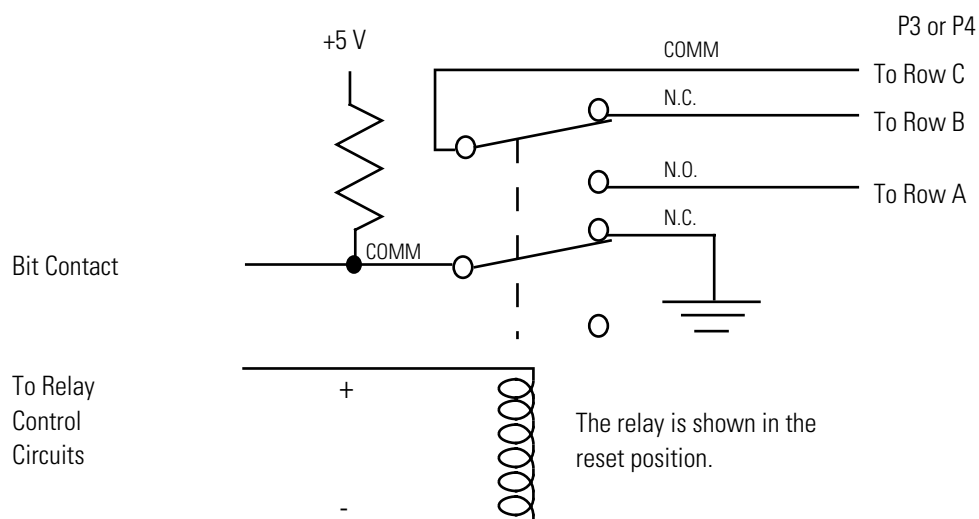 P3 or P4
+5 V
COMM
To Row C
N.C.
To Row B
N.O.
To Row A
N.C.
COMM
Bit Contact
To Relay
Control
Circuits
+
-
The relay is shown in the
reset position.